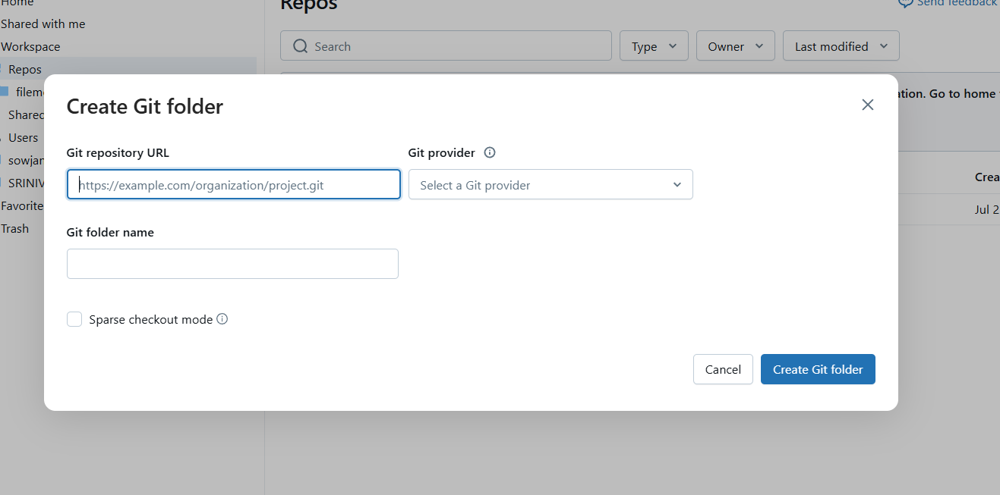 Home
Repos
Send feedback
Shared with me
Workspace
Search
Type
Owner
Last modified
Repos
Create Git folder
ation. Go to home
filem
Shared
Users
Git repository URL
Git provider
sowjan
https://example.com/organization/project.git
Select a Git provider
SRINIV
Crea
Favorite
Jul 2
Trash
Git folder name
Sparse checkout mode
Cancel
Create Git folder